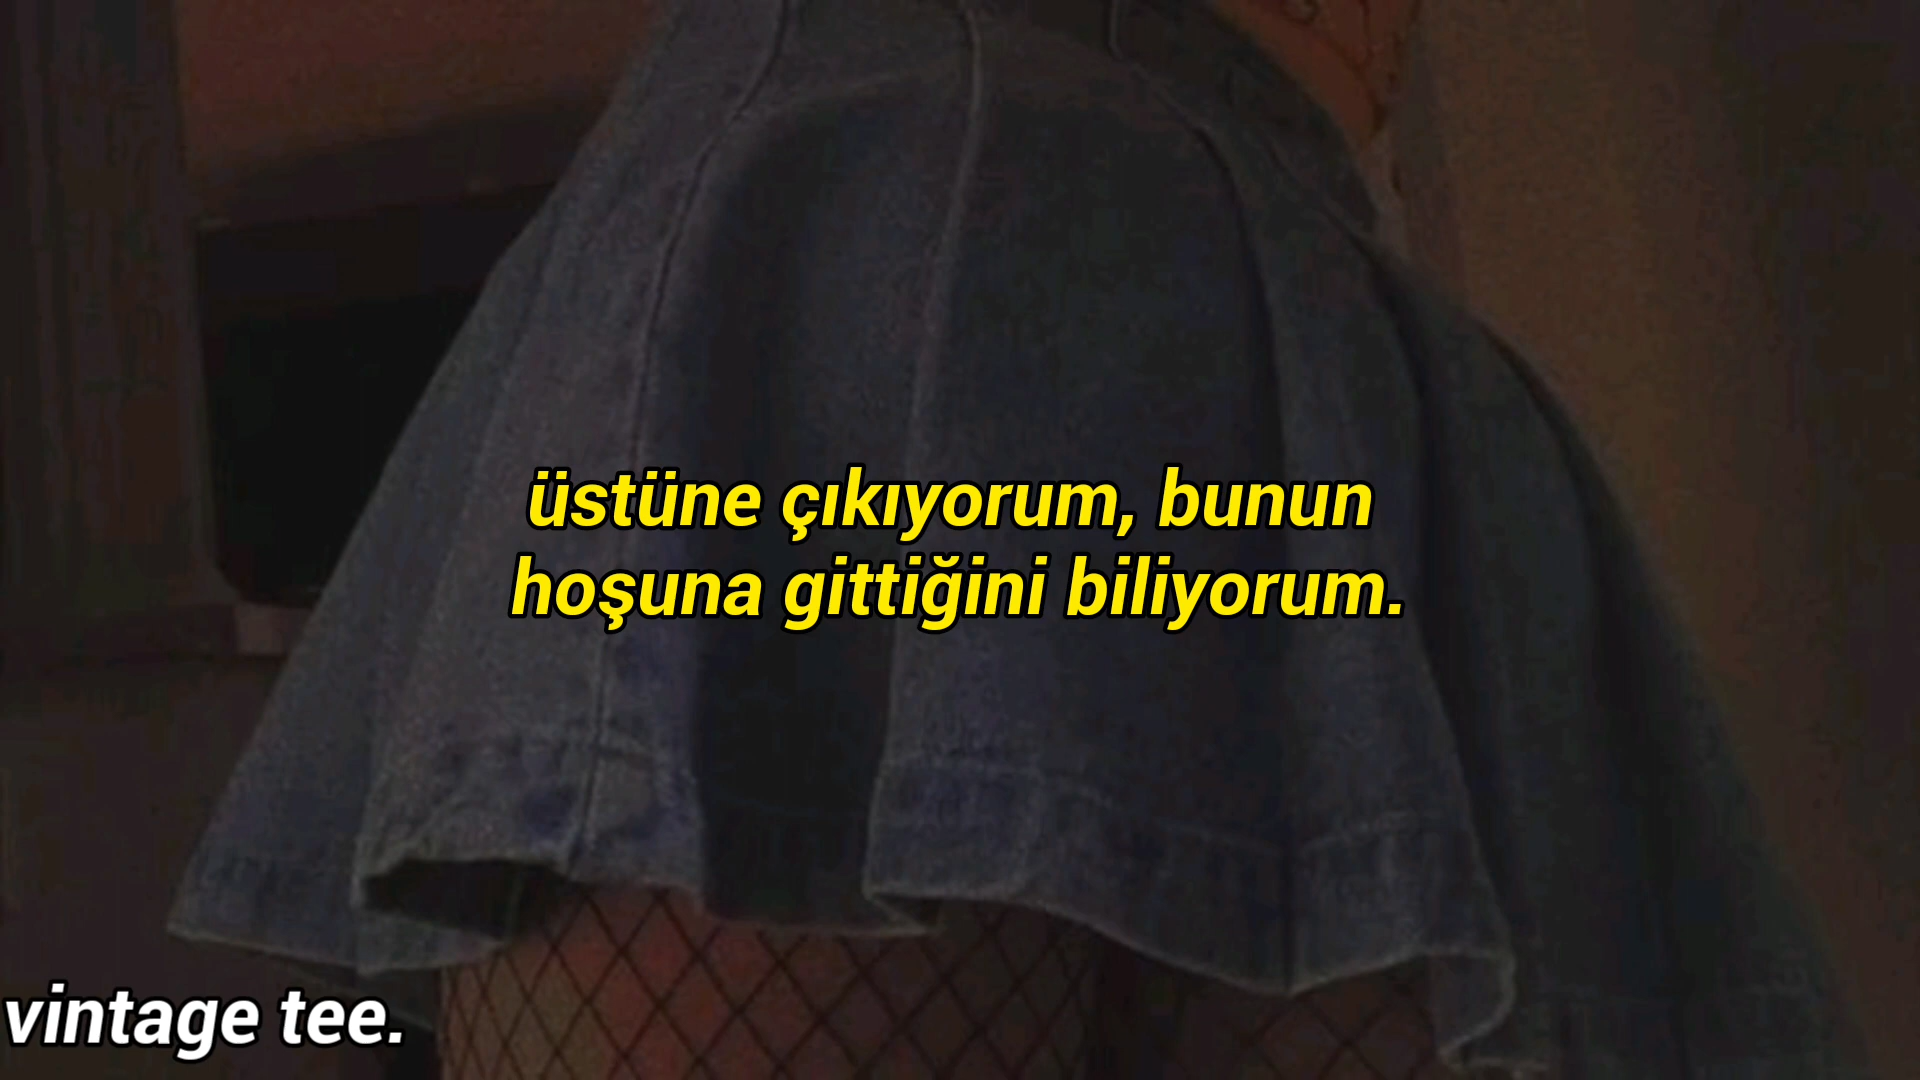 üstüne çıkıyorum, bunun
hoşuna gittiğini biliyorum.
vintage tee.